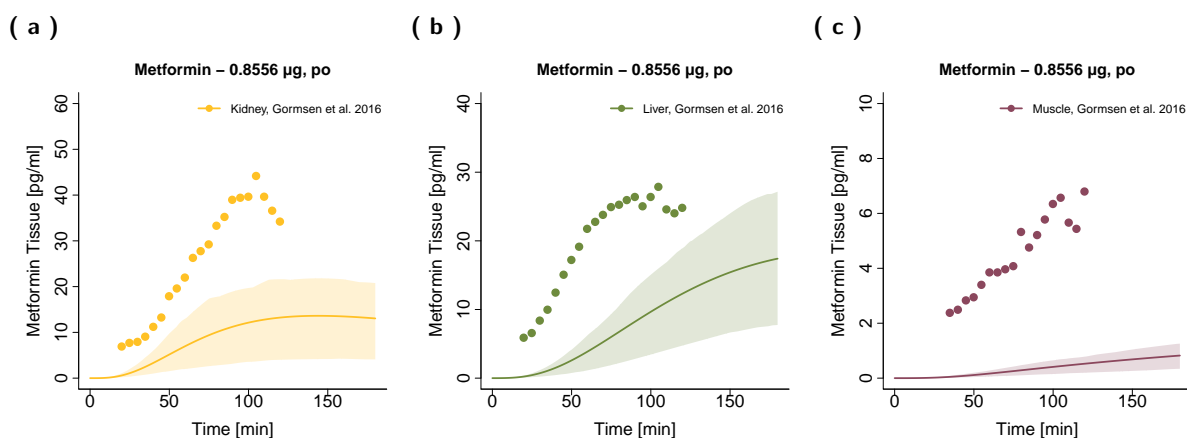 ( a )
Metformin – 0.8556 µg, po
Kidney, Gormsen et al. 2016
Metformin Tissue [pg/ml]
60
50
40
30
20
10
0
0 50 100 150
Time [min]
( b )
Metformin – 0.8556 µg, po
Liver, Gormsen et al. 2016
Metformin Tissue [pg/ml]
40
30
20
10
0
0 50 100 150
Time [min]
( c )
Metformin – 0.8556 µg, po
Muscle, Gormsen et al. 2016
Metformin Tissue [pg/ml]
10
8
6
4
2
0
0 50 100 150
Time [min]